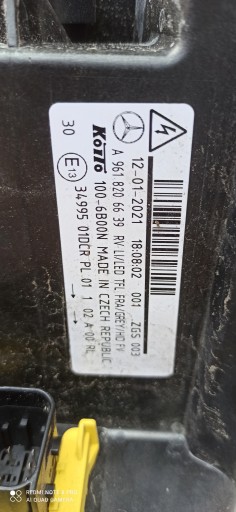 12-01-2021 18:08:02 001 ZGS 003
A 961 820 66 39 RV LI/LED TFL FRA/GREY/HD FV
Könló 100-6B00N MADE IN CZECH REPUBLIC
30 E13 34995 01DCR PL 01 1 02 A 00 RL
REDMI NOTE 8 PRO
AI QUAD CAMERA